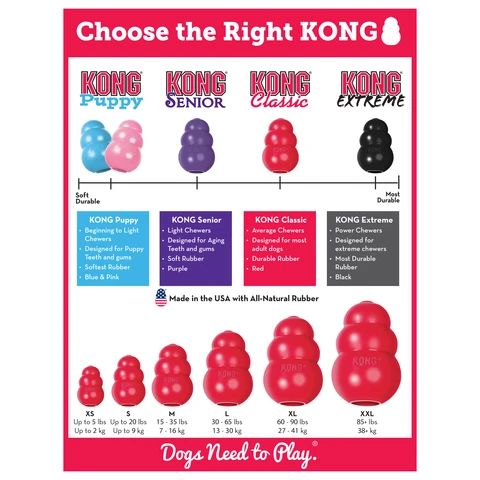 Choose the Right KONG
KONG Puppy
KONG SENIOR
KONG Classic
KONG EXTREME
Soft
Durable
Most
Durable
KONG Puppy
• Beginning to Light
Chewers
• Designed for Puppy
Teeth and gums
• Softest Rubber
• Blue & Pink
KONG Senior
• Light Chewers
• Designed for Aging
Teeth and gums
• Soft Rubber
• Purple
KONG Classic
• Average Chewers
• Designed for most
adult dogs
• Durable Rubber
• Red
KONG Extreme
• Power Chewers
• Designed for
extreme chewers
• Most Durable
Rubber
• Black
Made in the USA with All-Natural Rubber
KONG
KONG
KONG
KONG
KONG
KONG
XS
Up to 5 lbs
Up to 2 kg
S
Up to 20 lbs
Up to 9 kg
M
15 - 35 lbs
7 - 16 kg
L
30 - 65 lbs
13 - 30 kg
XL
60 - 90 lbs
27 - 41 kg
XXL
85+ lbs
38+ kg
Dogs Need to Play.®